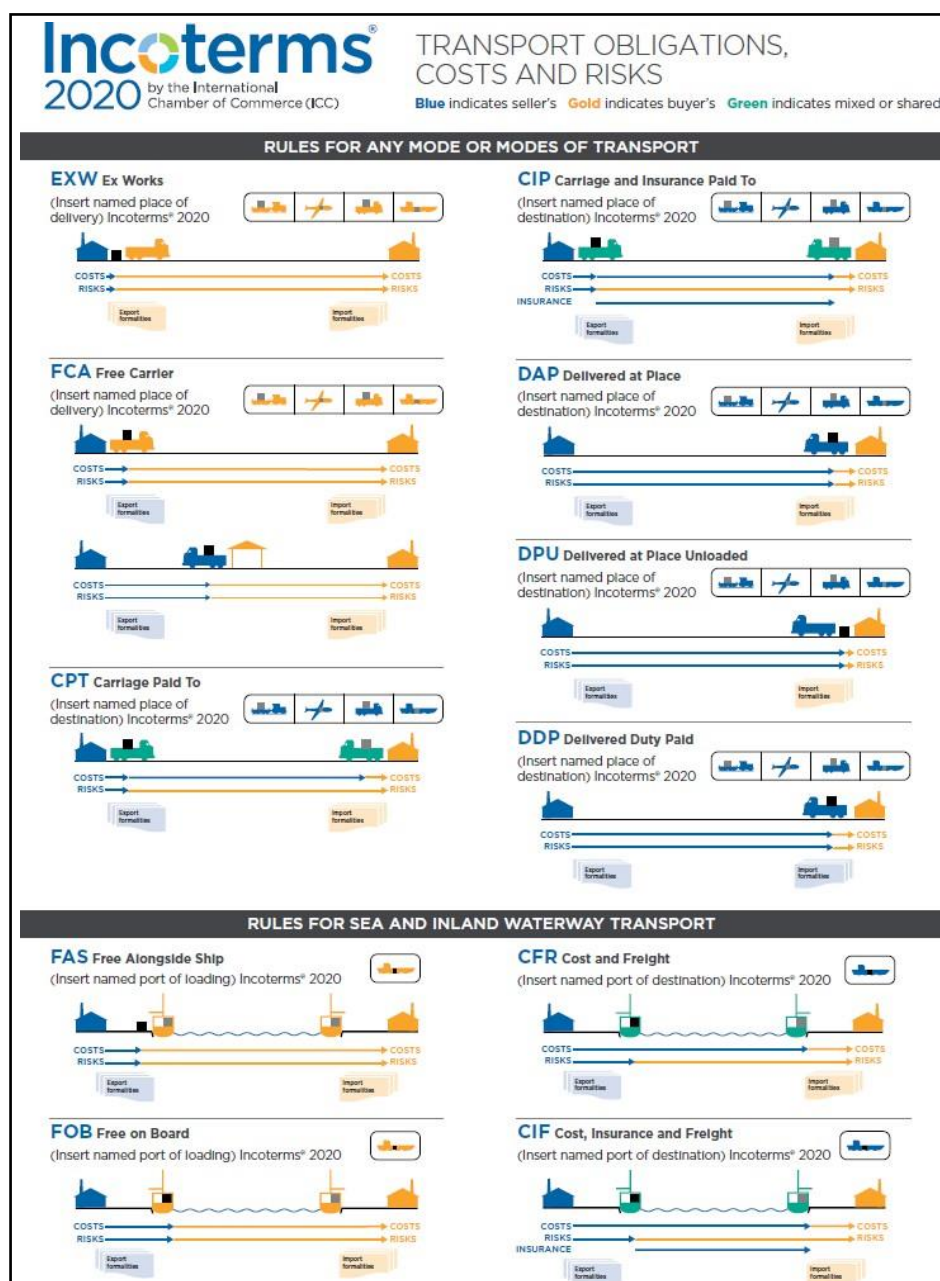 Incoterms®
2020 by the International
Chamber of Commerce (ICC)
TRANSPORT OBLIGATIONS,
COSTS AND RISKS
Blue indicates seller's Gold indicates buyer's Green indicates mixed or shared
RULES FOR ANY MODE OR MODES OF TRANSPORT
EXW Ex Works
(Insert named place of
delivery) Incoterms® 2020
COSTS COSTS
RISKS RISKS
Export
formalities
Import
formalities
FCA Free Carrier
(Insert named place of
delivery) Incoterms® 2020
COSTS COSTS
RISKS RISKS
Export
formalities
Import
formalities
COSTS COSTS
RISKS RISKS
Export
formalities
Import
formalities
CPT Carriage Paid To
(Insert named place of
destination) Incoterms® 2020
COSTS COSTS
RISKS RISKS
Export
formalities
Import
formalities
CIP Carriage and Insurance Paid To
(Insert named place of
destination) Incoterms® 2020
COSTS COSTS
RISKS RISKS
INSURANCE
Export
formalities
Import
formalities
DAP Delivered at Place
(Insert named place of
destination) Incoterms® 2020
COSTS COSTS
RISKS RISKS
Export
formalities
Import
formalities
DPU Delivered at Place Unloaded
(Insert named place of
destination) Incoterms® 2020
COSTS COSTS
RISKS RISKS
Export
formalities
Import
formalities
DDP Delivered Duty Paid
(Insert named place of
destination) Incoterms® 2020
COSTS COSTS
RISKS RISKS
Export
formalities
Import
formalities
RULES FOR SEA AND INLAND WATERWAY TRANSPORT
FAS Free Alongside Ship
(Insert named port of loading) Incoterms® 2020
COSTS COSTS
RISKS RISKS
Export
formalities
Import
formalities
FOB Free on Board
(Insert named port of loading) Incoterms® 2020
COSTS COSTS
RISKS RISKS
Export
formalities
Import
formalities
CFR Cost and Freight
(Insert named port of destination) Incoterms® 2020
COSTS COSTS
RISKS RISKS
Export
formalities
Import
formalities
CIF Cost, Insurance and Freight
(Insert named port of destination) Incoterms® 2020
COSTS COSTS
RISKS RISKS
INSURANCE
Export
formalities
Import
formalities